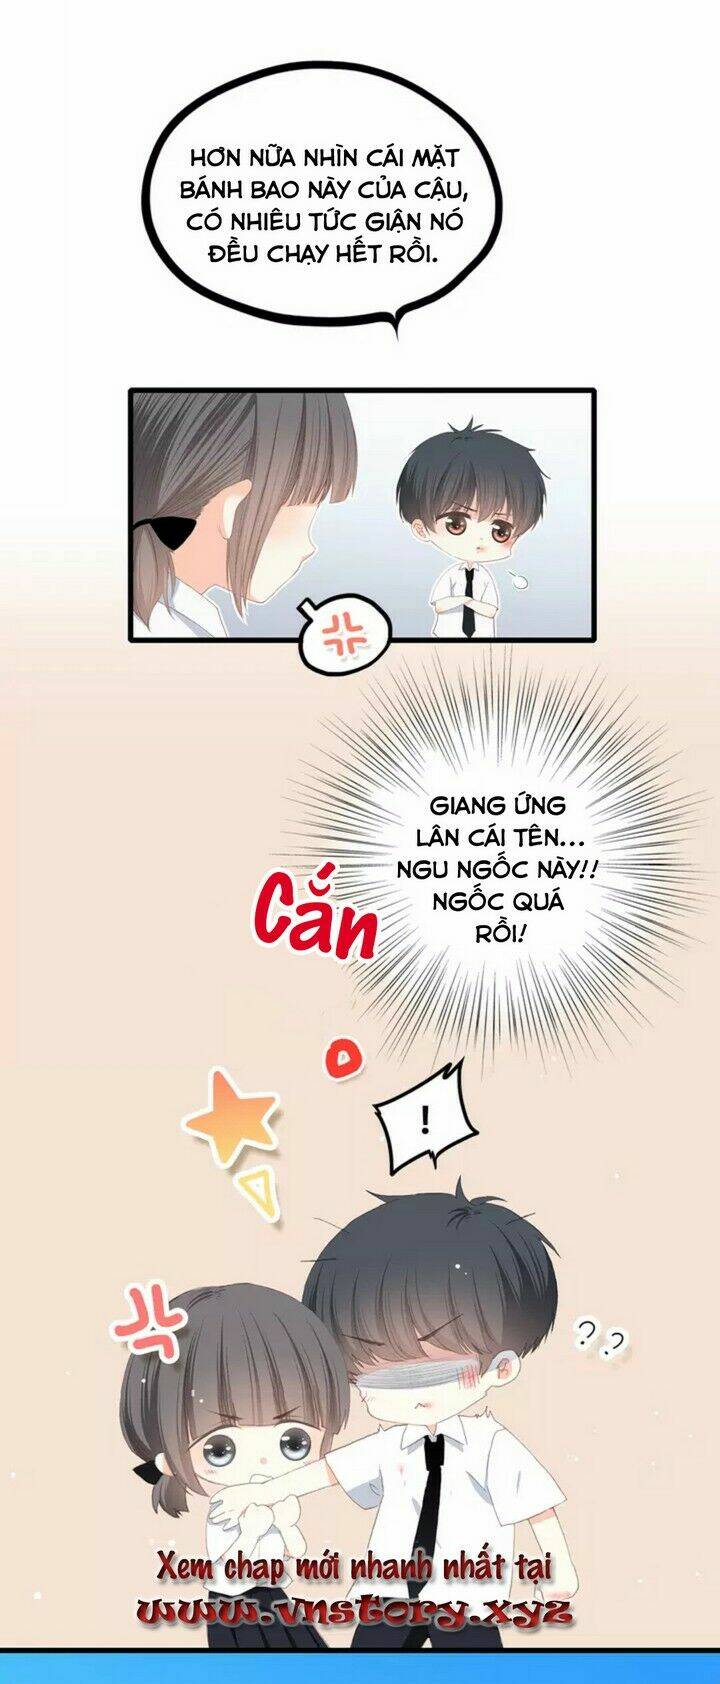 HƠN NỮA NHÌN CÁI MẶT
BÁNH BAO NÀY CỦA CẬU,
CÓ NHIÊU TỨC GIẬN NÓ
ĐỀU CHẠY HẾT RỒI.
GIANG ỨNG
LÂN CÁI TÊN...
NGU NGỐC NÀY!!
NGỐC QUÁ
RỒI!
Cắn
!
??
Xem chap mới nhanh nhất tại
www.vnstory.xyz